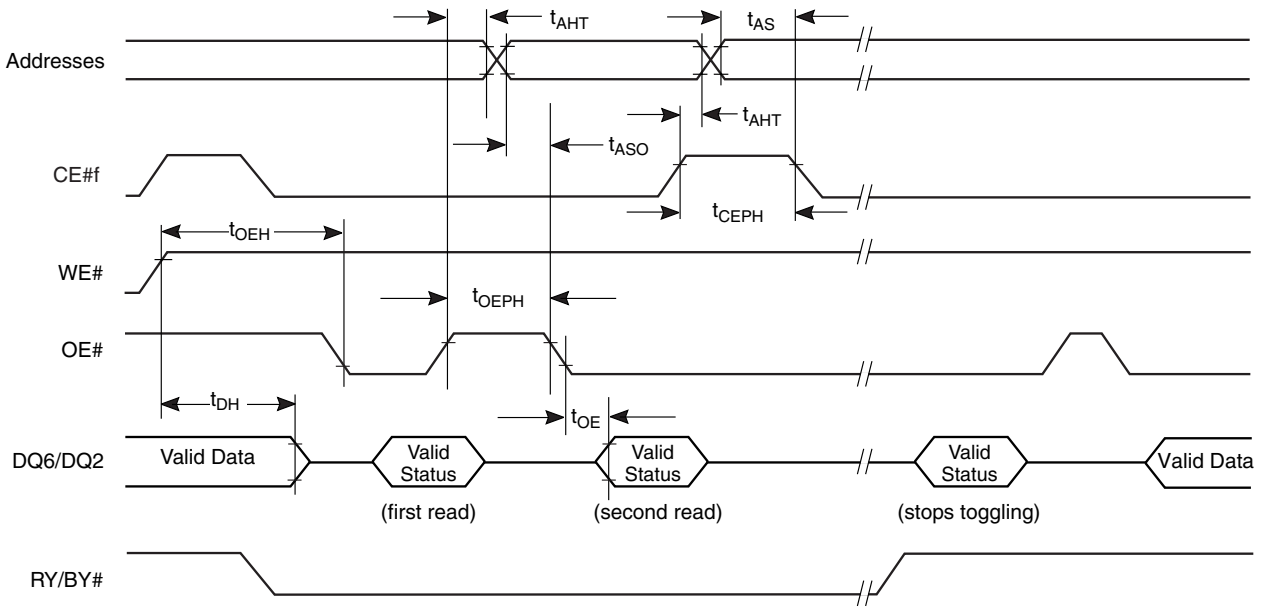 tAHT
tAS
Addresses
tAHT
tASO
CE#f
tCEPH
tOEH
WE#
tOEPH
OE#
tDH
tOE
DQ6/DQ2
Valid Data
Valid
Status
Valid
Status
Valid
Status
Valid Data
(first read)
(second read)
(stops toggling)
RY/BY#